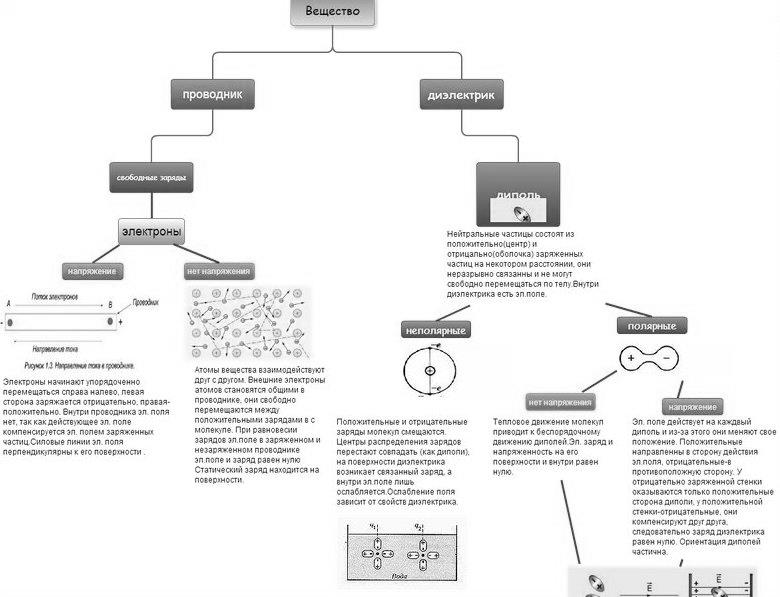 Вещество
проводник
диэлектрик
свободные заряды
диполь
электроны
Нейтральные частицы состоят из
положительно(центр) и
отрицально(оболочка) заряженных
частиц на некотором расстоянии, они
неразрывно связанны и не могут
свободно перемещаться по телу.Внутри
диэлектрика есть эл.поле.
напряжение
нет напряжения
Поток электронов
A
B
Проводник
-
+
Направление тока
Рисунок 1.3. Направление тока в проводнике.
Электроны начинают упорядоченно
перемещаться справа налево, левая
сторона заряжается отрицательно, правая-
положительно. Внутри проводника эл. поля
нет, так как действующее эл. поле
компенсируется эл. полем заряженных
частиц.Силовые линии эл. поля
перпендикулярны к его поверхности .
Атомы вещества взаимодействуют
друг с другом. Внешние электроны
атомов становятся общими в
проводнике, они свободно
перемещаются между
положительными зарядами в с
молекуле. При равновесии
зарядов эл.поле в заряженном и
незаряженном проводнике
эл.поле и заряд равен нулю
Статический заряд находится на
поверхности.
неполярные
полярные
-e
+
-e
+
-
Положительные и отрицательные
заряды молекул смещаются.
Центры распределения зарядов
перестают совпадать (как диполи),
на поверхности диэлектрика
возникает связанный заряд, а
внутри эл.поле лишь
ослабляется.Ослабление поля
зависит от свойств диэлектрика.
q1
q2
Вода
нет напряжения
напряжение
Тепловое движение молекул
приводит к беспорядочному
движению диполей.Эл. заряд и
напряженность на его
поверхности и внутри равен
нулю.
Эл. поле действует на каждвый
диполь и из-за этого они меняют свое
положение. Положительные
направленны в сторону действия
эл.поля, отрицательные-в
противоположную сторону. У
отрицательно заряженной стенки
оказываются только положительные
сторона диполи, у положительной
стенки-отрицательные, они
компенсируют друг друга,
следовательно заряд диэлектрика
равен нулю. Ориентация диполей
частична.